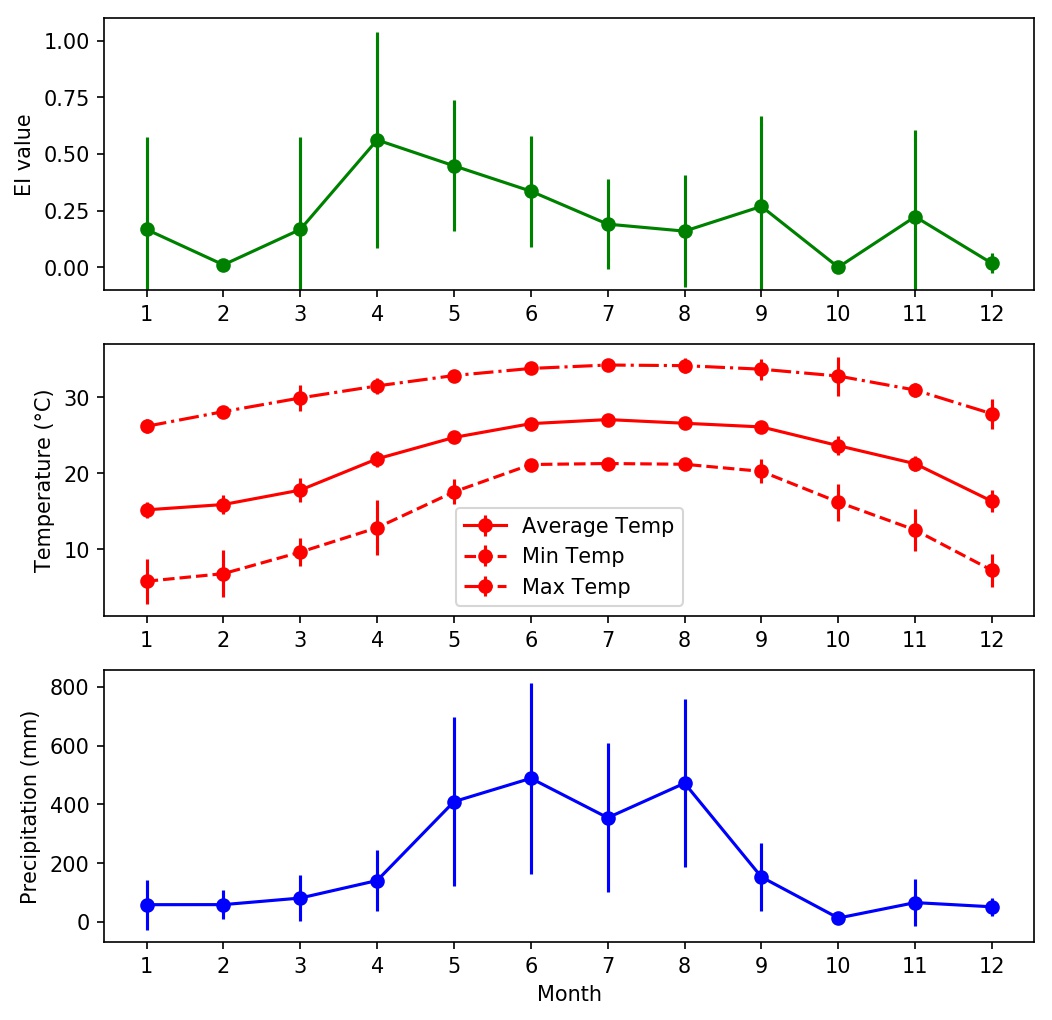 EI value
1.00
0.75
0.50
0.25
0.00
1 2 3 4 5 6 7 8 9 10 11 12
Temperature (°C)
30
20
10
Average Temp
Min Temp
Max Temp
1 2 3 4 5 6 7 8 9 10 11 12
Precipitation (mm)
800
600
400
200
0
1 2 3 4 5 6 7 8 9 10 11 12
Month